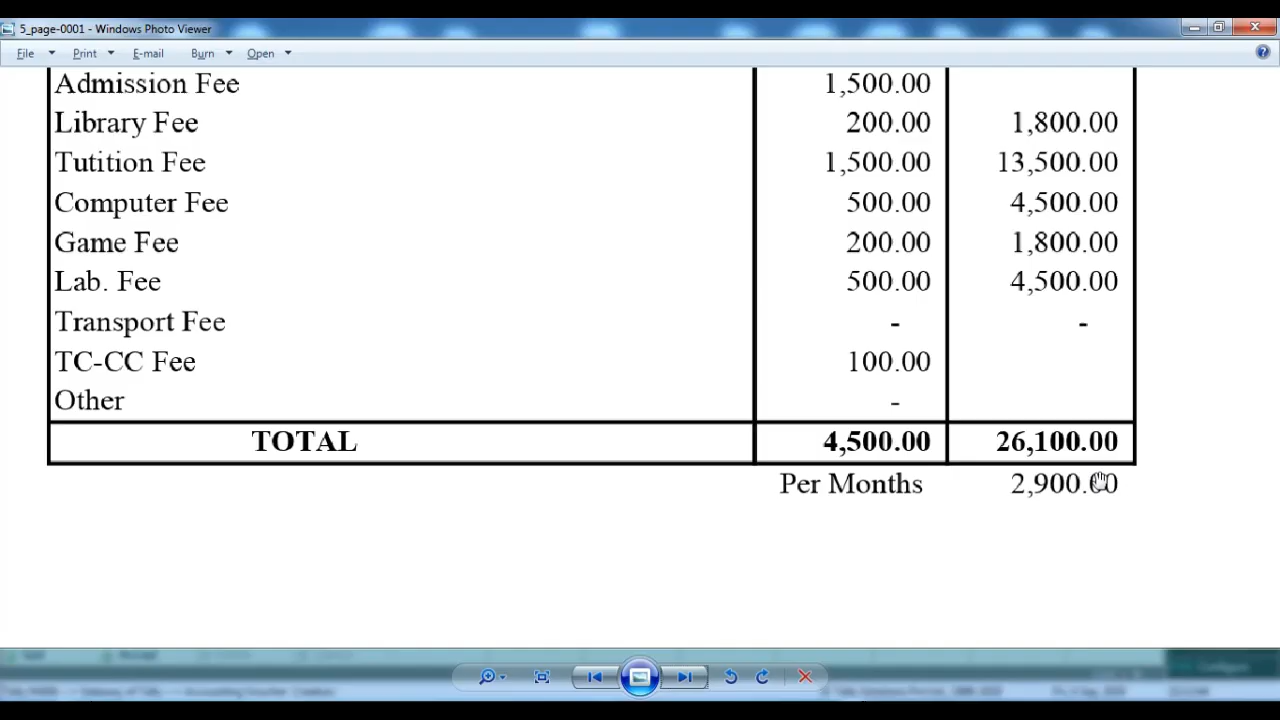 5_page-0001 - Windows Photo Viewer
File Print E-mail Burn Open
Admission Fee 1,500.00
Library Fee 200.00 1,800.00
Tutition Fee 1,500.00 13,500.00
Computer Fee 500.00 4,500.00
Game Fee 200.00 1,800.00
Lab. Fee 500.00 4,500.00
Transport Fee - -
TC-CC Fee 100.00
Other -
TOTAL 4,500.00 26,100.00
Per Months 2,900.00